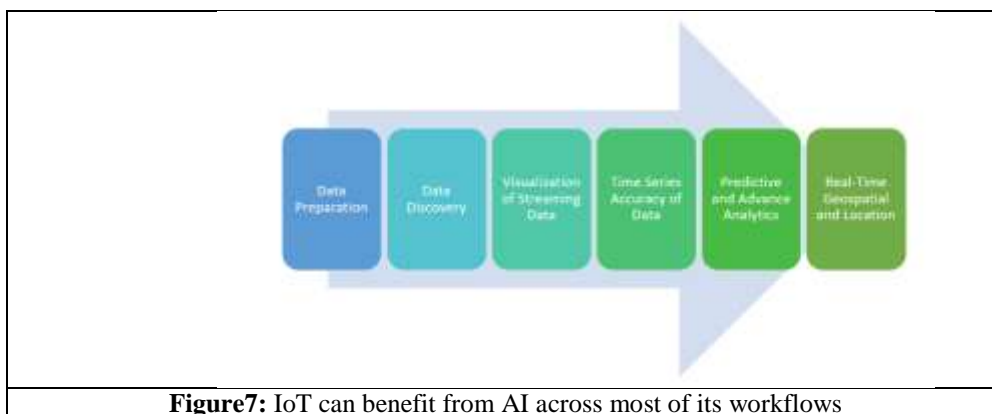 Data
Preparation
Data
Discovery
Visualization
of Streaming
Data
Time Series
Accuracy of
Data
Predictive
and Advance
Analytics
Real-Time
Geospatial
and Location
Figure7: IoT can benefit from AI across most of its workflows